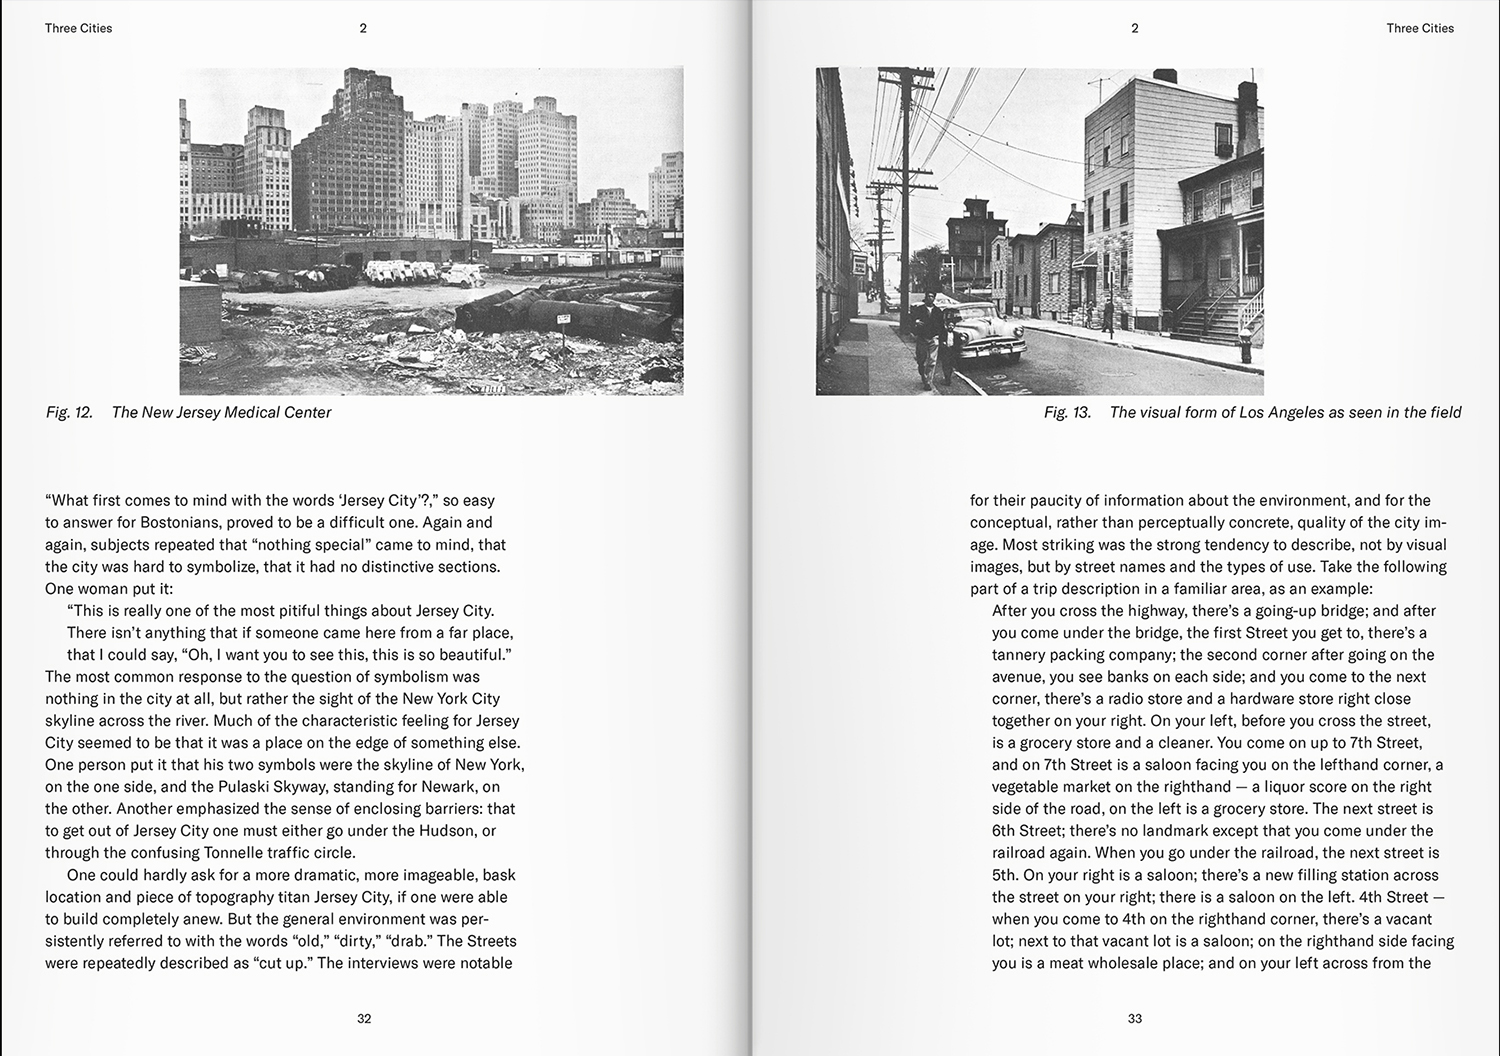 Three Cities
2
Fig. 12. The New Jersey Medical Center
“What first comes to mind with the words ‘Jersey City’?,” so easy
to answer for Bostonians, proved to be a difficult one. Again and
again, subjects repeated that “nothing special” came to mind, that
the city was hard to symbolize, that it had no distinctive sections.
One woman put it:
“This is really one of the most pitiful things about Jersey City.
There isn’t anything that if someone came here from a far place,
that I could say, “Oh, I want you to see this, this is so beautiful.”
The most common response to the question of symbolism was
nothing in the city at all, but rather the sight of the New York City
skyline across the river. Much of the characteristic feeling for Jersey
City seemed to be that it was a place on the edge of something else.
One person put it that his two symbols were the skyline of New York,
on the one side, and the Pulaski Skyway, standing for Newark, on
the other. Another emphasized the sense of enclosing barriers: that
to get out of Jersey City one must either go under the Hudson, or
through the confusing Tonnelle traffic circle.
One could hardly ask for a more dramatic, more imageable, bask
location and piece of topography titan Jersey City, if one were able
to build completely anew. But the general environment was per-
sistently referred to with the words “old,” “dirty,” “drab.” The Streets
were repeatedly described as “cut up.” The interviews were notable
32
2
Three Cities
Fig. 13. The visual form of Los Angeles as seen in the field
for their paucity of information about the environment, and for the
conceptual, rather than perceptually concrete, quality of the city im-
age. Most striking was the strong tendency to describe, not by visual
images, but by street names and the types of use. Take the following
part of a trip description in a familiar area, as an example:
After you cross the highway, there’s a going-up bridge; and after
you come under the bridge, the first Street you get to, there’s a
tannery packing company; the second corner after going on the
avenue, you see banks on each side; and you come to the next
corner, there’s a radio store and a hardware store right close
together on your right. On your left, before you cross the street,
is a grocery store and a cleaner. You come on up to 7th Street,
and on 7th Street is a saloon facing you on the lefthand corner, a
vegetable market on the righthand — a liquor score on the right
side of the road, on the left is a grocery store. The next street is
6th Street; there’s no landmark except that you come under the
railroad again. When you go under the railroad, the next street is
5th. On your right is a saloon; there’s a new filling station across
the street on your right; there is a saloon on the left. 4th Street —
when you come to 4th on the righthand corner, there’s a vacant
lot; next to that vacant lot is a saloon; on the righthand side facing
you is a meat wholesale place; and on your left across from the
33